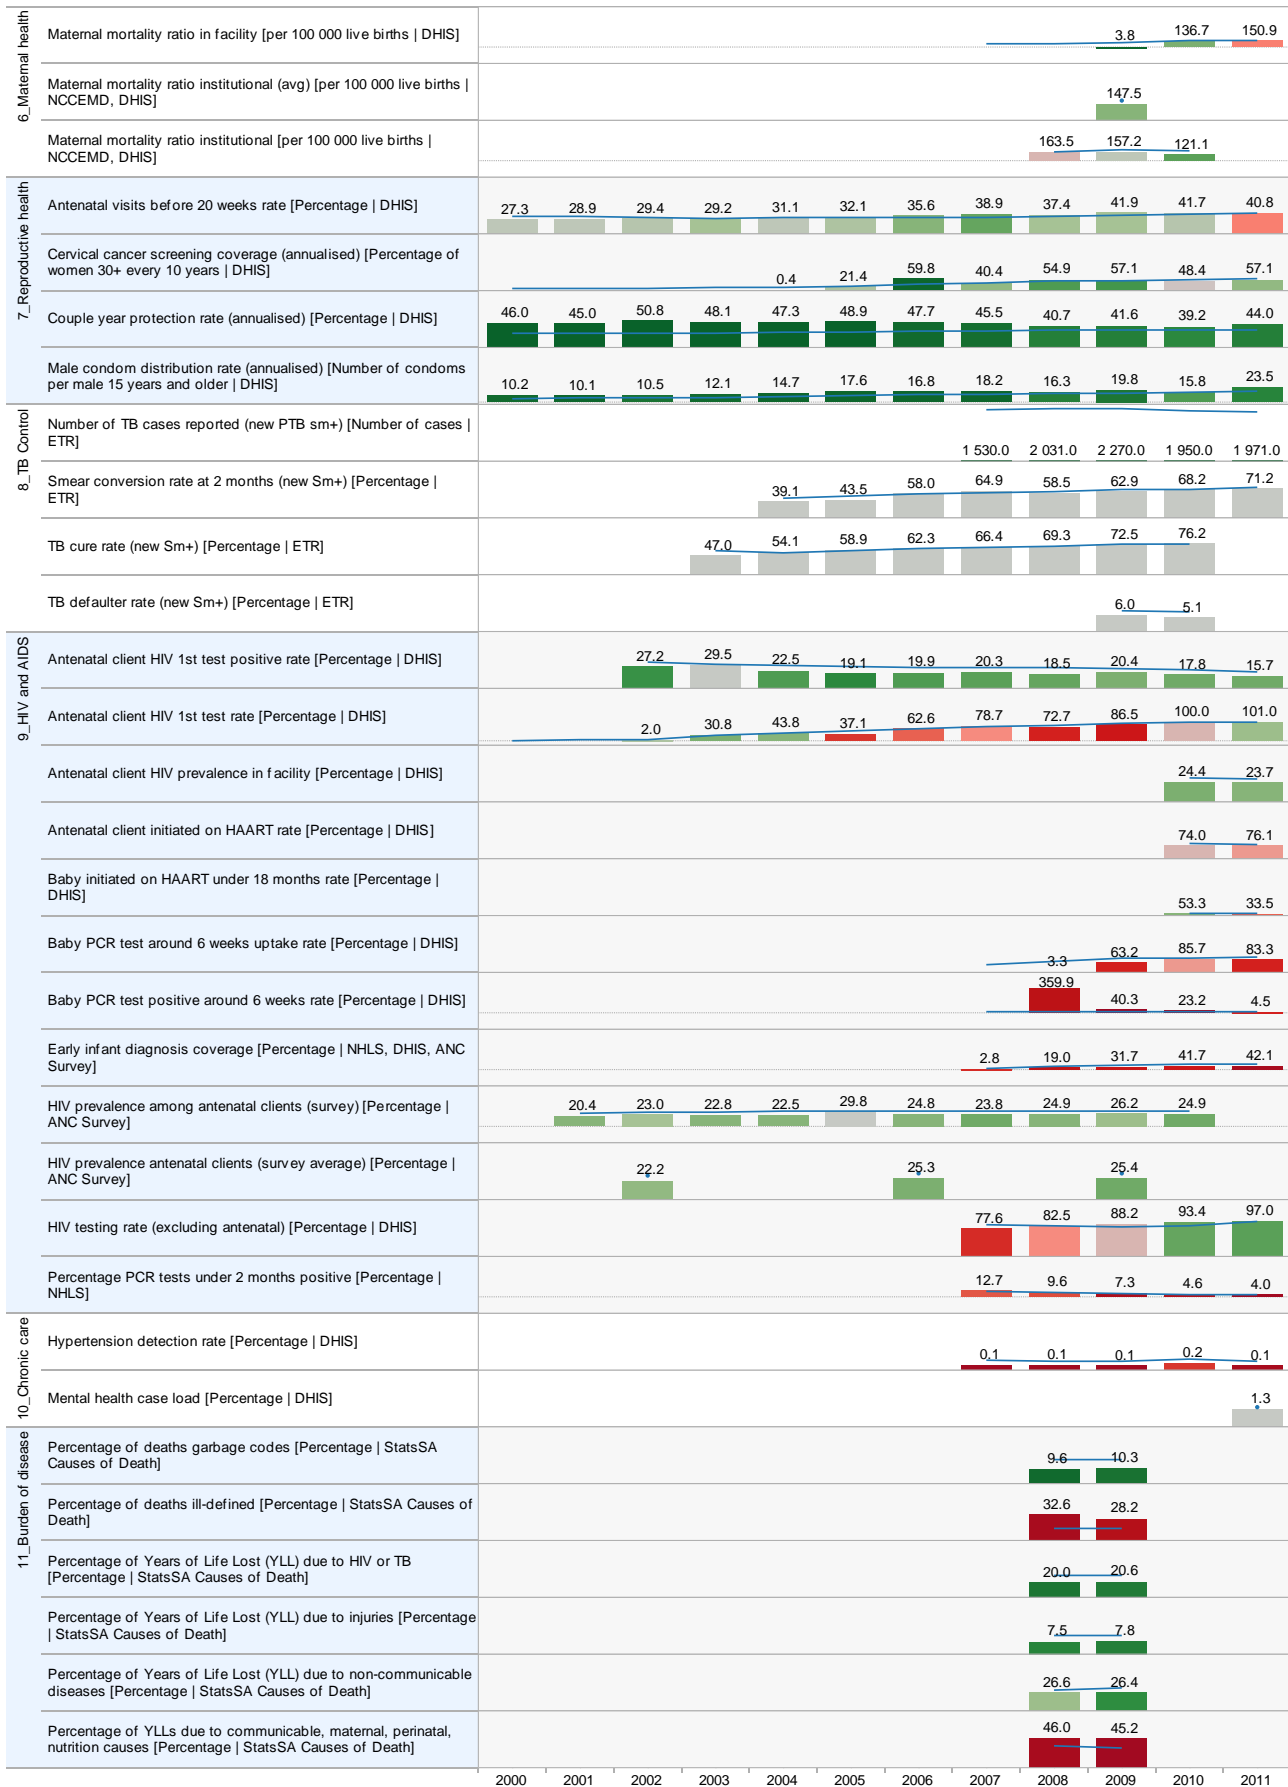 6_Maternal health
Maternal mortality ratio in facility [per 100 000 live births | DHIS]
3.8 136.7 150.9
Maternal mortality ratio institutional (avg) [per 100 000 live births |
NCCEMD, DHIS]
147.5
Maternal mortality ratio institutional [per 100 000 live births |
NCCEMD, DHIS]
163.5 157.2 121.1
7_Reproductive health
Antenatal visits before 20 weeks rate [Percentage | DHIS]
27.3 28.9 29.4 29.2 31.1 32.1 35.6 38.9 37.4 41.9 41.7 40.8
Cervical cancer screening coverage (annualised) [Percentage of
women 30+ every 10 years | DHIS]
0.4 21.4 59.8 40.4 54.9 57.1 48.4 57.1
Couple year protection rate (annualised) [Percentage | DHIS]
46.0 45.0 50.8 48.1 47.3 48.9 47.7 45.5 40.7 41.6 39.2 44.0
Male condom distribution rate (annualised) [Number of condoms
per male 15 years and older | DHIS]
10.2 10.1 10.5 12.1 14.7 17.6 16.8 18.2 16.3 19.8 15.8 23.5
8_TB Control
Number of TB cases reported (new PTB sm+) [Number of cases |
ETR]
1 530.0 2 031.0 2 270.0 1 950.0 1 971.0
Smear conversion rate at 2 months (new Sm+) [Percentage |
ETR]
39.1 43.5 58.0 64.9 58.5 62.9 68.2 71.2
TB cure rate (new Sm+) [Percentage | ETR]
47.0 54.1 58.9 62.3 66.4 69.3 72.5 76.2
TB defaulter rate (new Sm+) [Percentage | ETR]
6.0 5.1
9_HIV and AIDS
Antenatal client HIV 1st test positive rate [Percentage | DHIS]
27.2 29.5 22.5 19.1 19.9 20.3 18.5 20.4 17.8 15.7
Antenatal client HIV 1st test rate [Percentage | DHIS]
2.0 30.8 43.8 37.1 62.6 78.7 72.7 86.5 100.0 101.0
Antenatal client HIV prevalence in facility [Percentage | DHIS]
24.4 23.7
Antenatal client initiated on HAART rate [Percentage | DHIS]
74.0 76.1
Baby initiated on HAART under 18 months rate [Percentage |
DHIS]
53.3 33.5
Baby PCR test around 6 weeks uptake rate [Percentage | DHIS]
3.3 63.2 85.7 83.3
Baby PCR test positive around 6 weeks rate [Percentage | DHIS]
359.9 40.3 23.2 4.5
Early infant diagnosis coverage [Percentage | NHLS, DHIS, ANC
Survey]
2.8 19.0 31.7 41.7 42.1
HIV prevalence among antenatal clients (survey) [Percentage |
ANC Survey]
20.4 23.0 22.8 22.5 29.8 24.8 23.8 24.9 26.2 24.9
HIV prevalence antenatal clients (survey average) [Percentage |
ANC Survey]
22.2 25.3 25.4
HIV testing rate (excluding antenatal) [Percentage | DHIS]
77.6 82.5 88.2 93.4 97.0
Percentage PCR tests under 2 months positive [Percentage |
NHLS]
12.7 9.6 7.3 4.6 4.0
10_Chronic care
Hypertension detection rate [Percentage | DHIS]
0.1 0.1 0.1 0.2 0.1
Mental health case load [Percentage | DHIS]
1.3
11_Burden of disease
Percentage of deaths garbage codes [Percentage | StatsSA
Causes of Death]
9.6 10.3
Percentage of deaths ill-defined [Percentage | StatsSA Causes of
Death]
32.6 28.2
Percentage of Years of Life Lost (YLL) due to HIV or TB
[Percentage | StatsSA Causes of Death]
20.0 20.6
Percentage of Years of Life Lost (YLL) due to injuries [Percentage
| StatsSA Causes of Death]
7.5 7.8
Percentage of Years of Life Lost (YLL) due to non-communicable
diseases [Percentage | StatsSA Causes of Death]
26.6 26.4
Percentage of YLLs due to communicable, maternal, perinatal,
nutrition causes [Percentage | StatsSA Causes of Death]
46.0 45.2
2000 2001 2002 2003 2004 2005 2006 2007 2008 2009 2010 2011